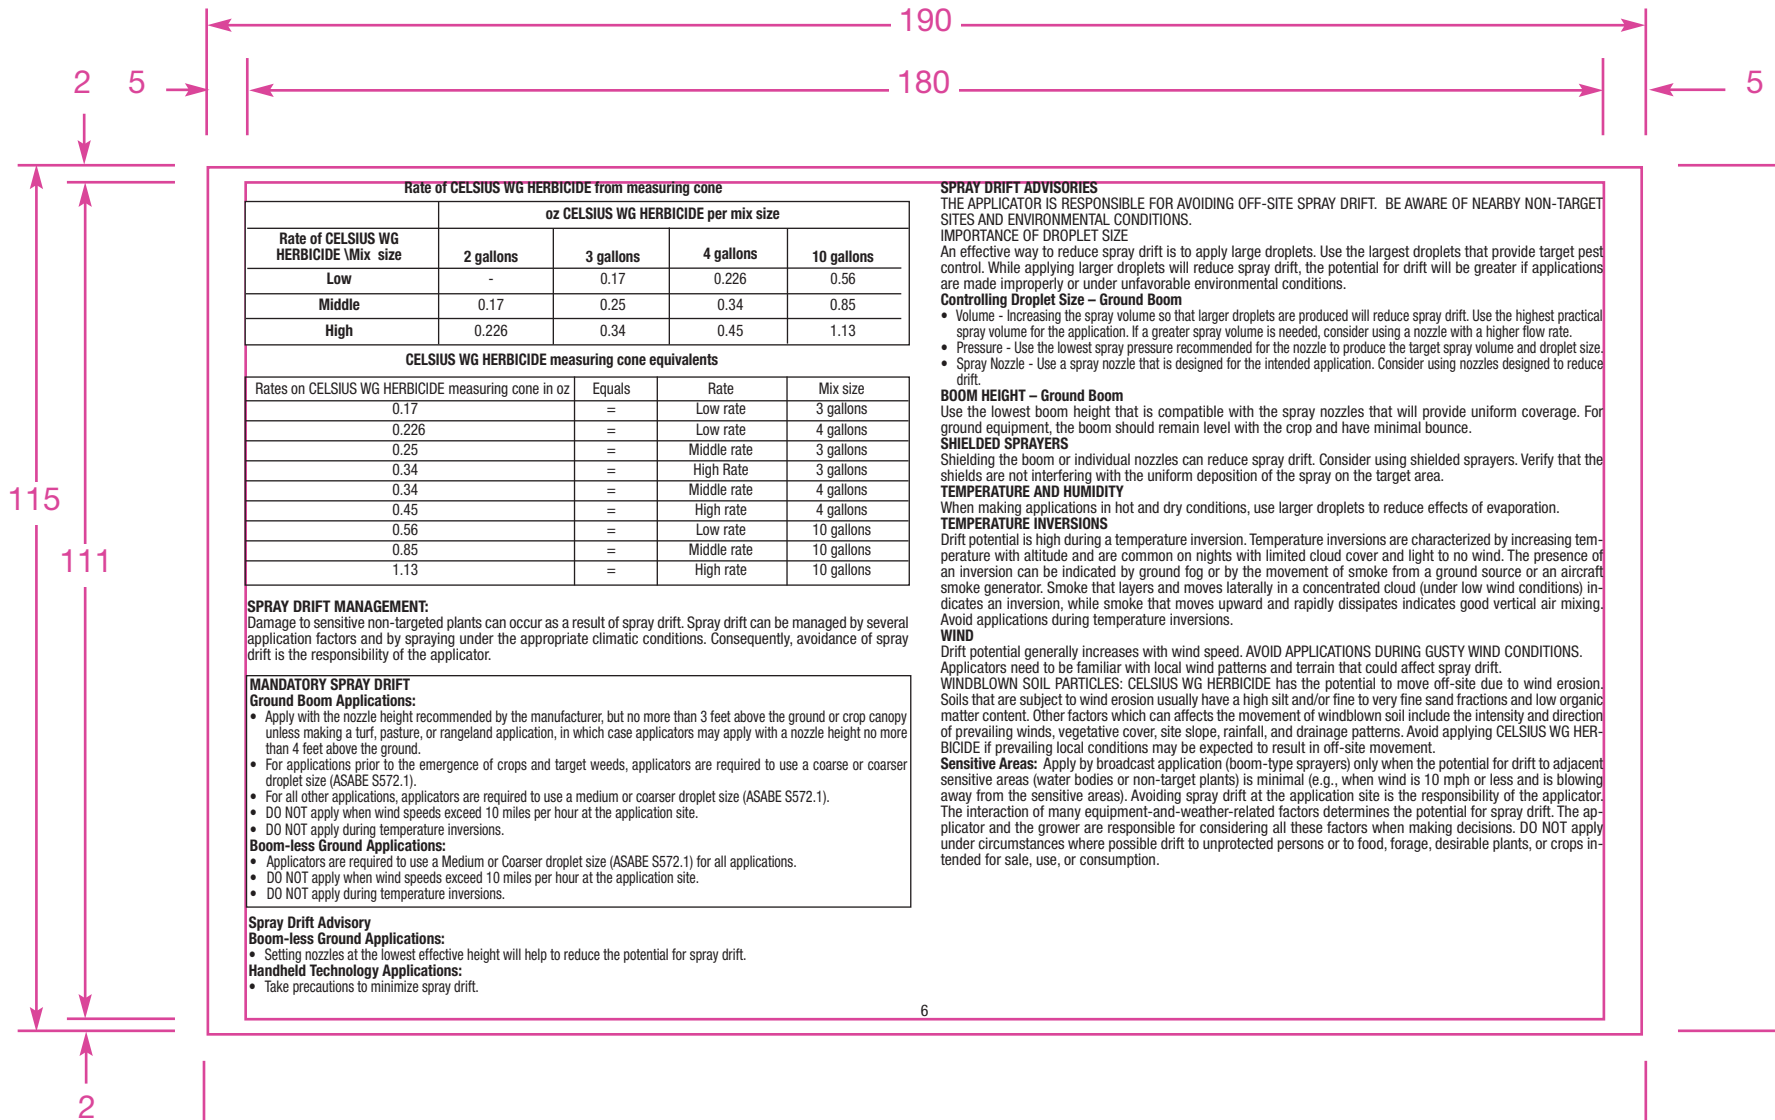 190
2 5 180 5
115
111
2
Rate of CELSIUS WG HERBICIDE from measuring cone
oz CELSIUS WG HERBICIDE per mix size
Rate of CELSIUS WG
HERBICIDE \Mix size 2 gallons 3 gallons 4 gallons 10 gallons
Low - 0.17 0.226 0.56
Middle 0.17 0.25 0.34 0.85
High 0.226 0.34 0.45 1.13
CELSIUS WG HERBICIDE measuring cone equivalents
Rates on CELSIUS WG HERBICIDE measuring cone in oz Equals Rate Mix size
0.17 = Low rate 3 gallons
0.226 = Low rate 4 gallons
0.25 = Middle rate 3 gallons
0.34 = High Rate 3 gallons
0.34 = Middle rate 4 gallons
0.45 = High rate 4 gallons
0.56 = Low rate 10 gallons
0.85 = Middle rate 10 gallons
1.13 = High rate 10 gallons
SPRAY DRIFT MANAGEMENT:
Damage to sensitive non-targeted plants can occur as a result of spray drift. Spray drift can be managed by several
application factors and by spraying under the appropriate climatic conditions. Consequently, avoidance of spray
drift is the responsibility of the applicator.
MANDATORY SPRAY DRIFT
Ground Boom Applications:
• Apply with the nozzle height recommended by the manufacturer, but no more than 3 feet above the ground or crop canopy
unless making a turf, pasture, or rangeland application, in which case applicators may apply with a nozzle height no more
than 4 feet above the ground.
• For applications prior to the emergence of crops and target weeds, applicators are required to use a coarse or coarser
droplet size (ASABE S572.1).
• For all other applications, applicators are required to use a medium or coarser droplet size (ASABE S572.1).
• DO NOT apply when wind speeds exceed 10 miles per hour at the application site.
• DO NOT apply during temperature inversions.
Boom-less Ground Applications:
• Applicators are required to use a Medium or Coarser droplet size (ASABE S572.1) for all applications.
• DO NOT apply when wind speeds exceed 10 miles per hour at the application site.
• DO NOT apply during temperature inversions.
Spray Drift Advisory
Boom-less Ground Applications:
• Setting nozzles at the lowest effective height will help to reduce the potential for spray drift.
Handheld Technology Applications:
• Take precautions to minimize spray drift.
SPRAY DRIFT ADVISORIES
THE APPLICATOR IS RESPONSIBLE FOR AVOIDING OFF-SITE SPRAY DRIFT. BE AWARE OF NEARBY NON-TARGET
SITES AND ENVIRONMENTAL CONDITIONS.
IMPORTANCE OF DROPLET SIZE
An effective way to reduce spray drift is to apply large droplets. Use the largest droplets that provide target pest
control. While applying larger droplets will reduce spray drift, the potential for drift will be greater if applications
are made improperly or under unfavorable environmental conditions.
Controlling Droplet Size – Ground Boom
• Volume - Increasing the spray volume so that larger droplets are produced will reduce spray drift. Use the highest practical
spray volume for the application. If a greater spray volume is needed, consider using a nozzle with a higher flow rate.
• Pressure - Use the lowest spray pressure recommended for the nozzle to produce the target spray volume and droplet size.
• Spray Nozzle - Use a spray nozzle that is designed for the intended application. Consider using nozzles designed to reduce
drift.
BOOM HEIGHT – Ground Boom
Use the lowest boom height that is compatible with the spray nozzles that will provide uniform coverage. For
ground equipment, the boom should remain level with the crop and have minimal bounce.
SHIELDED SPRAYERS
Shielding the boom or individual nozzles can reduce spray drift. Consider using shielded sprayers. Verify that the
shields are not interfering with the uniform deposition of the spray on the target area.
TEMPERATURE AND HUMIDITY
When making applications in hot and dry conditions, use larger droplets to reduce effects of evaporation.
TEMPERATURE INVERSIONS
Drift potential is high during a temperature inversion. Temperature inversions are characterized by increasing tem-
perature with altitude and are common on nights with limited cloud cover and light to no wind. The presence of
an inversion can be indicated by ground fog or by the movement of smoke from a ground source or an aircraft
smoke generator. Smoke that layers and moves laterally in a concentrated cloud (under low wind conditions) in-
dicates an inversion, while smoke that moves upward and rapidly dissipates indicates good vertical air mixing.
Avoid applications during temperature inversions.
WIND
Drift potential generally increases with wind speed. AVOID APPLICATIONS DURING GUSTY WIND CONDITIONS.
Applicators need to be familiar with local wind patterns and terrain that could affect spray drift.
WINDBLOWN SOIL PARTICLES: CELSIUS WG HERBICIDE has the potential to move off-site due to wind erosion.
Soils that are subject to wind erosion usually have a high silt and/or fine to very fine sand fractions and low organic
matter content. Other factors which can affects the movement of windblown soil include the intensity and direction
of prevailing winds, vegetative cover, site slope, rainfall, and drainage patterns. Avoid applying CELSIUS WG HER-
BICIDE if prevailing local conditions may be expected to result in off-site movement.
Sensitive Areas: Apply by broadcast application (boom-type sprayers) only when the potential for drift to adjacent
sensitive areas (water bodies or non-target plants) is minimal (e.g., when wind is 10 mph or less and is blowing
away from the sensitive areas). Avoiding spray drift at the application site is the responsibility of the applicator.
The interaction of many equipment-and-weather-related factors determines the potential for spray drift. The ap-
plicator and the grower are responsible for considering all these factors when making decisions. DO NOT apply
under circumstances where possible drift to unprotected persons or to food, forage, desirable plants, or crops in-
tended for sale, use, or consumption.
6